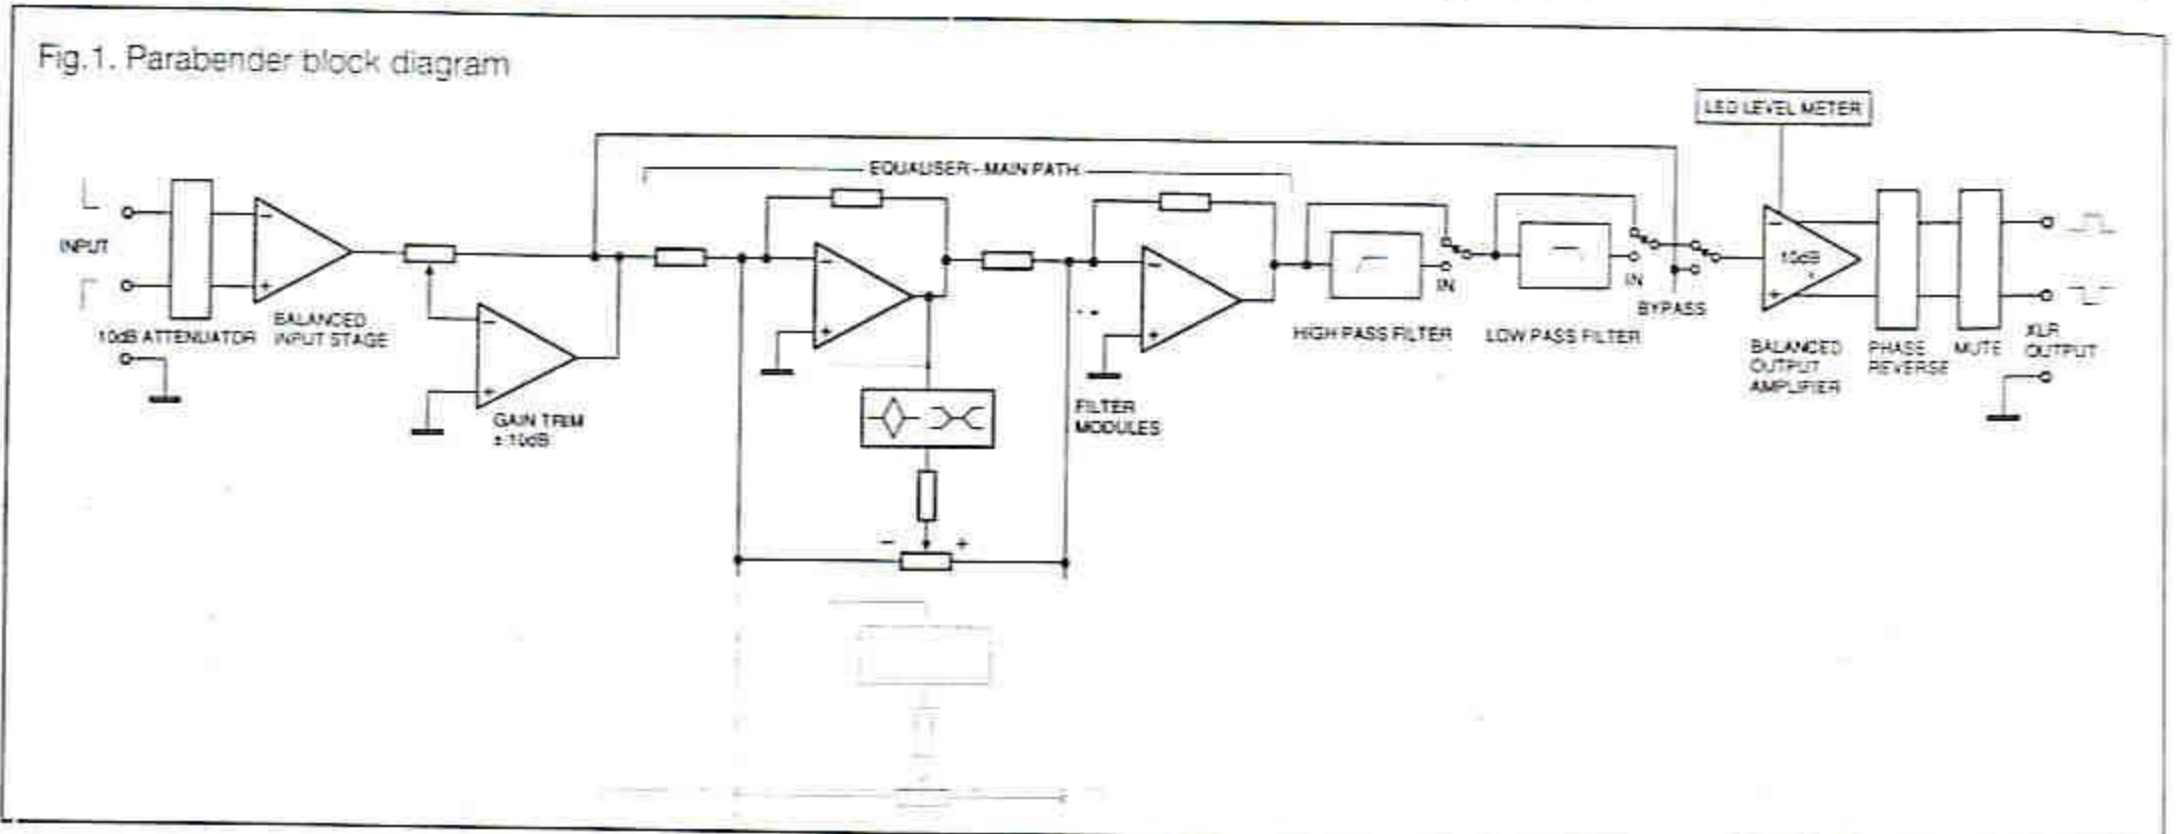 Fig.1. Parabender block diagram
LED LEVEL METER
EQUALISER - MAIN PATH
INPUT
10dB ATTENUATOR
BALANCED
INPUT STAGE
-
+
-
+
GAIN TRIM
± 10dB
-
+
-
+
FILTER
MODULES
- +
HIGH PASS FILTER
IN
LOW PASS FILTER
IN
BYPASS
-
10dB
+
BALANCED
OUTPUT
AMPLIFIER
PHASE
REVERSE
MUTE
XLR
OUTPUT